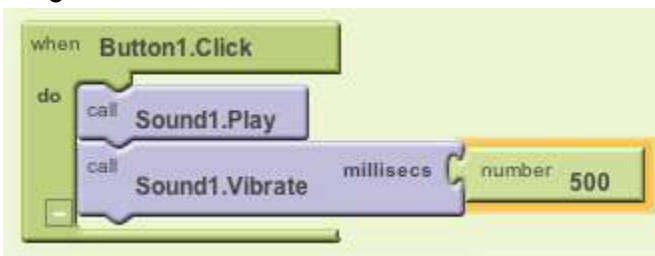 when Button1.Click
do
call Sound1.Play
call Sound1.Vibrate millisecs number 500